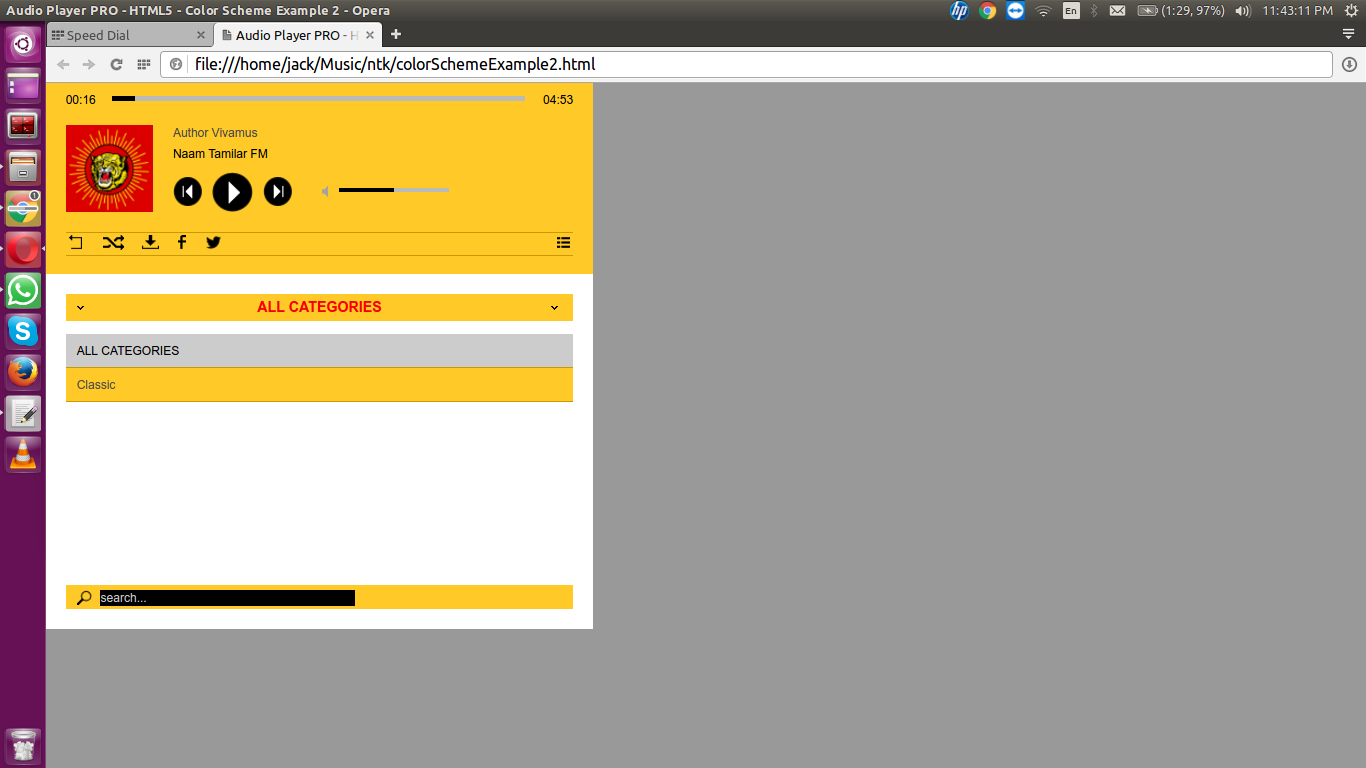 Audio Player PRO - HTML5 - Color Scheme Example 2 - Opera
hp
En
(1:29, 97%)
11:43:11 PM
Speed Dial
Audio Player PRO - H
file:///home/jack/Music/ntk/colorSchemeExample2.html
00:16
04:53
Author Vivamus
Naam Tamilar FM
ALL CATEGORIES
ALL CATEGORIES
Classic
search...
1